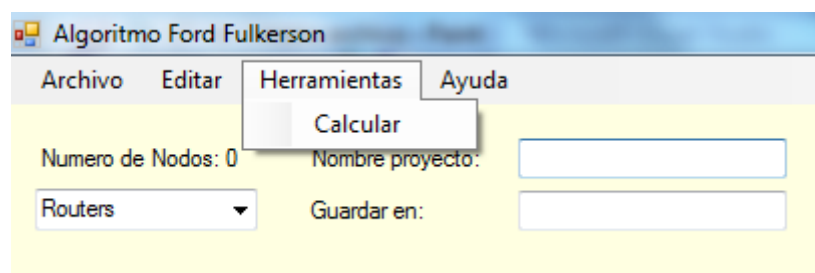 Algoritmo Ford Fulkerson
Archivo Editar Herramientas Ayuda
Calcular
Numero de Nodos: 0 Nombre proyecto:
Routers Guardar en: